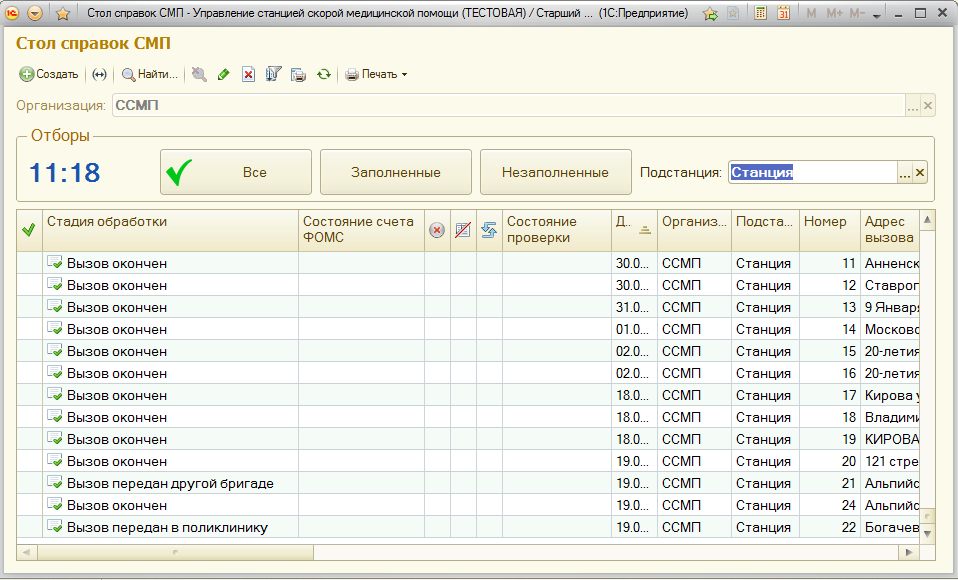 Стол справок СМП - Управление станцией скорой медицинской помощи (ТЕСТОВАЯ) / Старший ... (1С:Предприятие)
M M+ M-
Стол справок СМП
Создать Найти... Печать
Организация: ССМП
Отборы
11:18 Все Заполненные Незаполненные Подстанция: Станция
Стадия обработки Состояние счета ФОМС Состояние проверки Д.. Организ... Подста... Номер Адрес вызова
Вызов окончен 30.0... ССМП Станция 11 Анненск
Вызов окончен 30.0... ССМП Станция 12 Ставроп
Вызов окончен 31.0... ССМП Станция 13 9 Января
Вызов окончен 01.0... ССМП Станция 14 Московс
Вызов окончен 02.0... ССМП Станция 15 20-летия
Вызов окончен 02.0... ССМП Станция 16 20-летия
Вызов окончен 18.0... ССМП Станция 17 Кирова у
Вызов окончен 18.0... ССМП Станция 18 Владими
Вызов окончен 18.0... ССМП Станция 19 КИРОВА
Вызов окончен 19.0... ССМП Станция 20 121 стре
Вызов передан другой бригаде 19.0... ССМП Станция 21 Альпийс
Вызов окончен 19.0... ССМП Станция 24 Альпийс
Вызов передан в поликлинику 19.0... ССМП Станция 22 Богачев